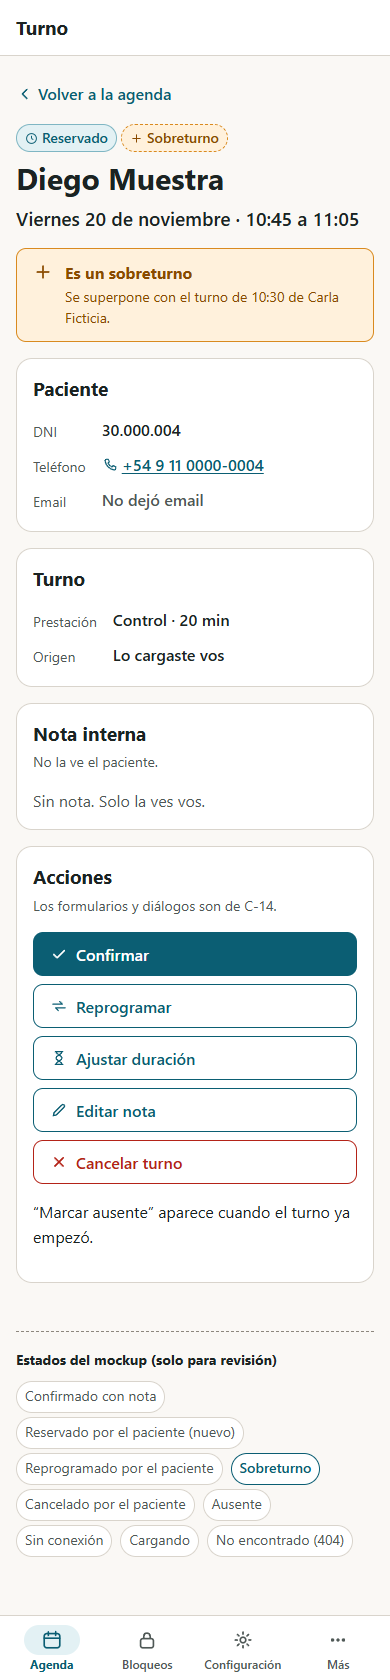 Turno
Volver a la agenda
Reservado
Sobreturno
Diego Muestra
Viernes 20 de noviembre · 10:45 a 11:05
Es un sobreturno
Se superpone con el turno de 10:30 de Carla
Ficticia.
Paciente
DNI 30.000.004
Teléfono +54 9 11 0000-0004
Email No dejó email
Turno
Prestación Control · 20 min
Origen Lo cargaste vos
Nota interna
No la ve el paciente.
Sin nota. Solo la ves vos.
Acciones
Los formularios y diálogos son de C-14.
Confirmar
Reprogramar
Ajustar duración
Editar nota
Cancelar turno
“Marcar ausente” aparece cuando el turno ya
empezó.
Estados del mockup (solo para revisión)
Confirmado con nota
Reservado por el paciente (nuevo)
Reprogramado por el paciente Sobreturno
Cancelado por el paciente Ausente
Sin conexión Cargando No encontrado (404)
Agenda Bloqueos Configuración Más